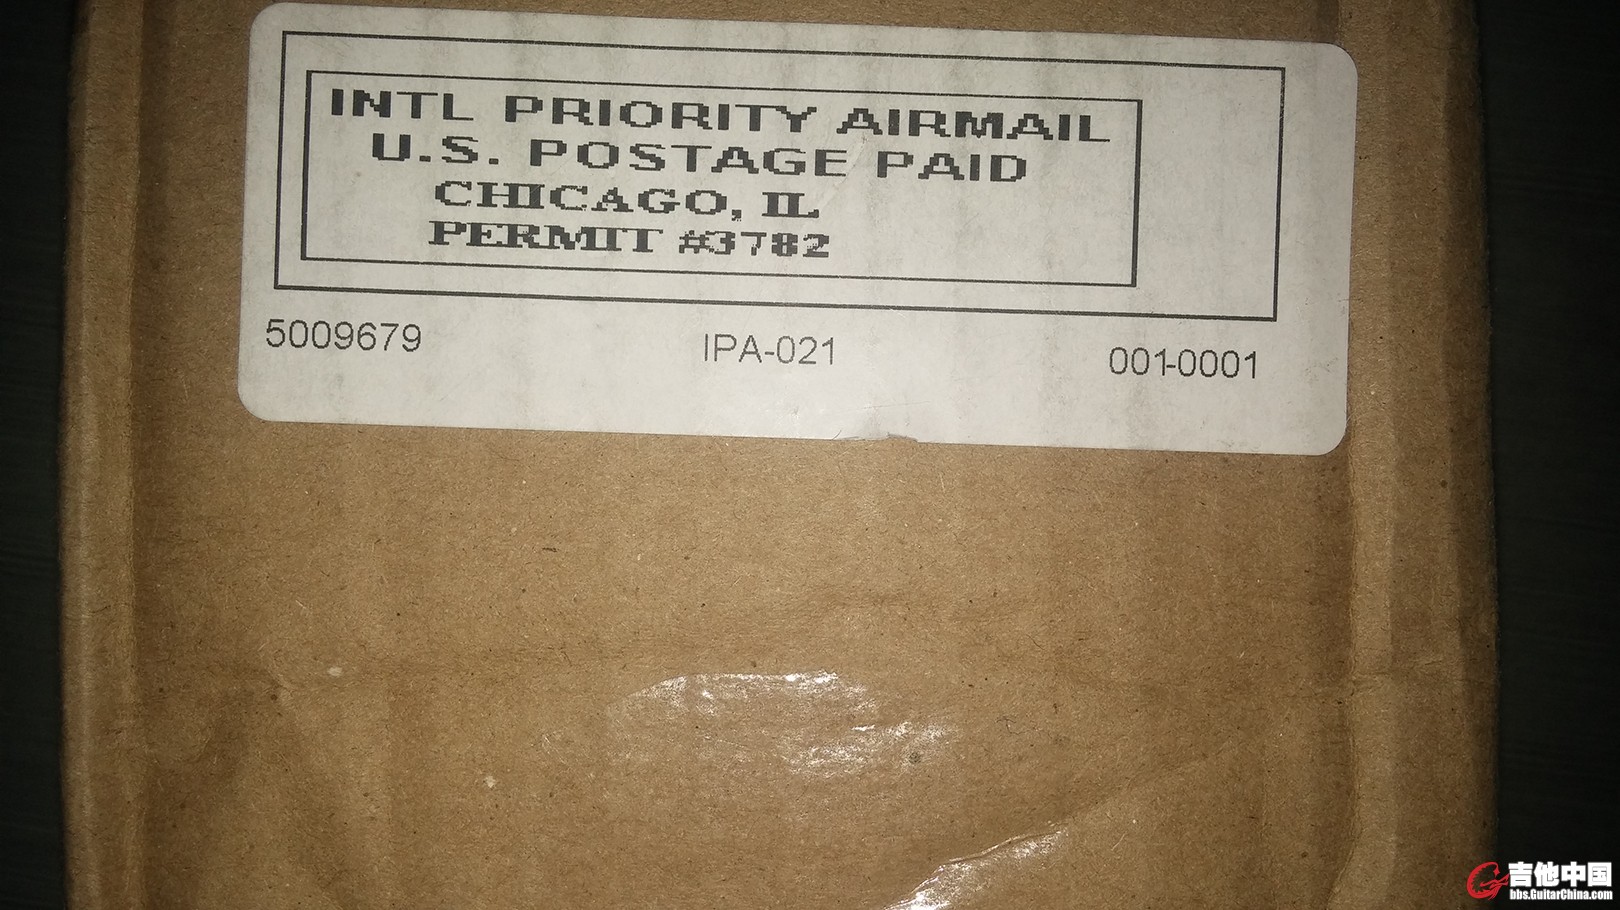 INTL PRIORITY AIRMAIL
U.S. POSTAGE PAID
CHICAGO, IL
PERMIT #3782
5009679 IPA-021 001-0001
吉他中国
bbs.GuitarChina.com